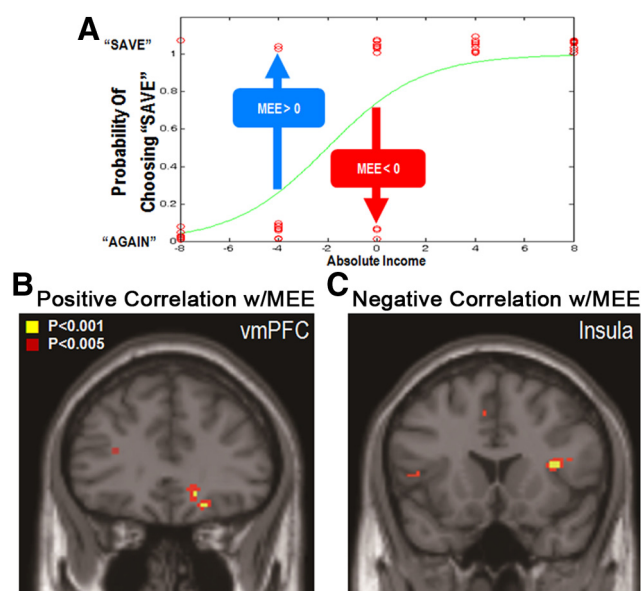 A
"SAVE"
1
0.8
0.6
0.4
0.2
0
"AGAIN"
Probability Of
Choosing "SAVE"
MEE > 0
MEE < 0
-8 -6 -4 -2 0 2 4 6 8
Absolute Income
B Positive Correlation w/MEE
P<0.001
P<0.005
vmPFC
C Negative Correlation w/MEE
Insula